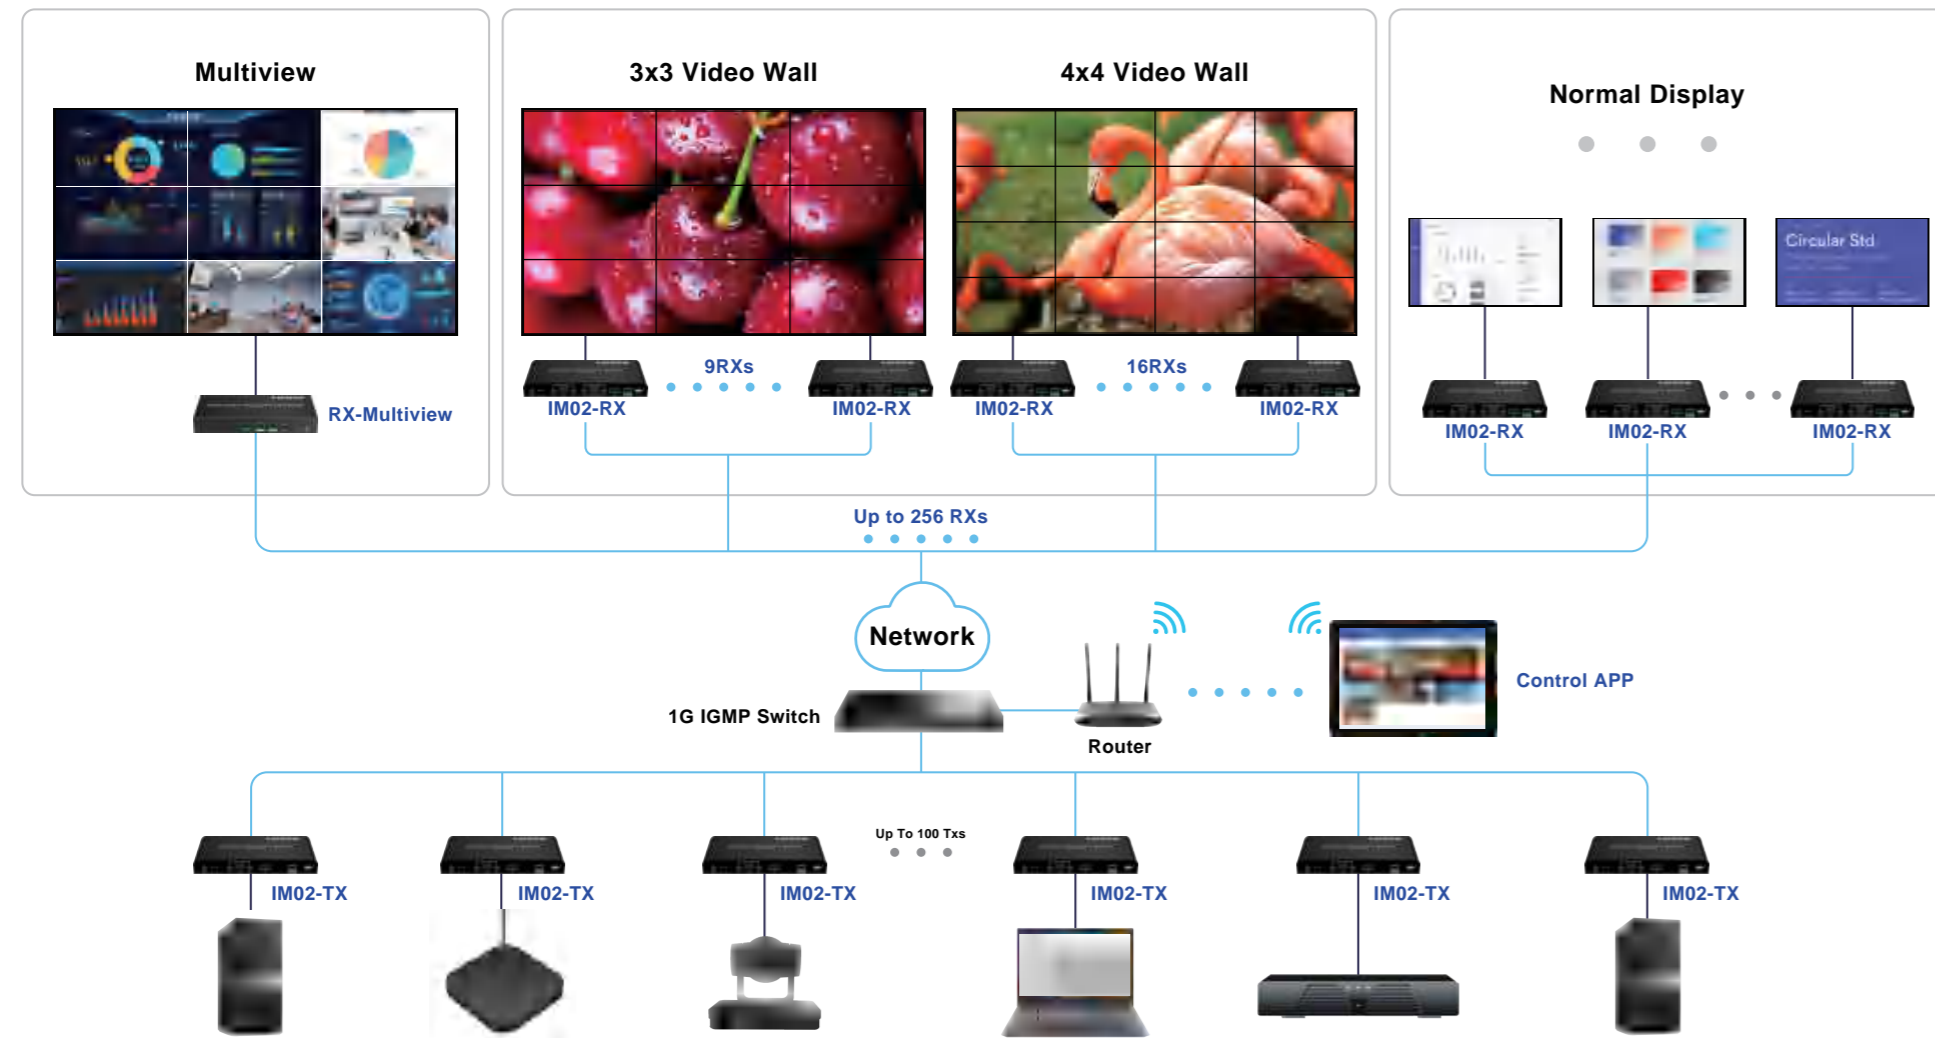 Multiview
3x3 Video Wall
4x4 Video Wall
Normal Display
Circular Std
9RXs
16RXs
RX-Multiview
IM02-RX
IM02-RX
IM02-RX
IM02-RX
IM02-RX
IM02-RX
IM02-RX
Up to 256 RXs
Network
1G IGMP Switch
Router
Control APP
Up To 100 Txs
IM02-TX
IM02-TX
IM02-TX
IM02-TX
IM02-TX
IM02-TX